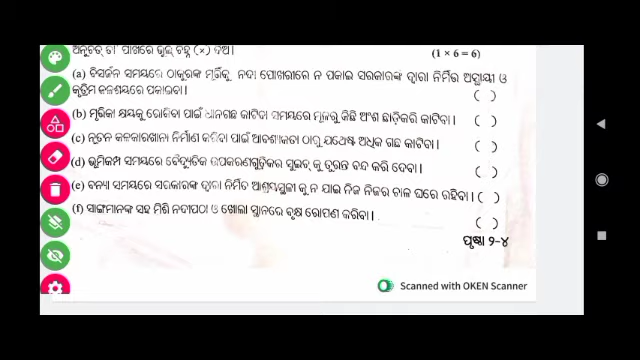 ଅନୁଚିତ୍ ତା' ପାଖରେ ଭୁଲ୍ ଚିହ୍ନ (×) ଦିଅ।
(1 × 6 = 6)
(a) ବିସର୍ଜନ ସମୟରେ ଠାକୁରଙ୍କ ମୂର୍ତ୍ତିକୁ ନଦୀ ପୋଖରୀରେ ନ ପକାଇ ସରକାରଙ୍କ ଦ୍ୱାରା ନିର୍ମିତ ଅସ୍ଥାୟୀ ଓ
କୃତ୍ରିମ ଜଳାଶୟରେ ପକାଇବା। ( )
(b) ମୃତ୍ତିକା କ୍ଷୟକୁ ରୋକିବା ପାଇଁ ଧାନଗଛ କାଟିବା ସମୟରେ ମୂଳରୁ କିଛି ଅଂଶ ଛାଡ଼ିକରି କାଟିବା। ( )
(c) ନୂତନ କଳକାରଖାନା ନିର୍ମାଣ କରିବା ପାଇଁ ଆବଶ୍ୟକତା ଠାରୁ ଯଥେଷ୍ଟ ଅଧିକ ଗଛ କାଟିବା। ( )
(d) ଭୂମିକମ୍ପ ସମୟରେ ବୈଦ୍ୟୁତିକ ଉପକରଣଗୁଡ଼ିକର ସୁଇଚ୍ କୁ ତୁରନ୍ତ ବନ୍ଦ କରି ଦେବା। ( )
(e) ବନ୍ୟା ସମୟରେ ସରକାରଙ୍କ ଦ୍ୱାରା ନିର୍ମିତ ଆଶ୍ରୟସ୍ଥଳୀ କୁ ନ ଯାଇ ନିଜ ନିଜର ଚାଳ ଘରେ ରହିବା। ( )
(f) ସାଙ୍ଗମାନଙ୍କ ସହ ମିଶି ନଦୀପଠା ଓ ଖୋଲା ସ୍ଥାନରେ ବୃକ୍ଷ ରୋପଣ କରିବା। ( )
ପୃଷ୍ଠା ୨-୪
Scanned with OKEN Scanner